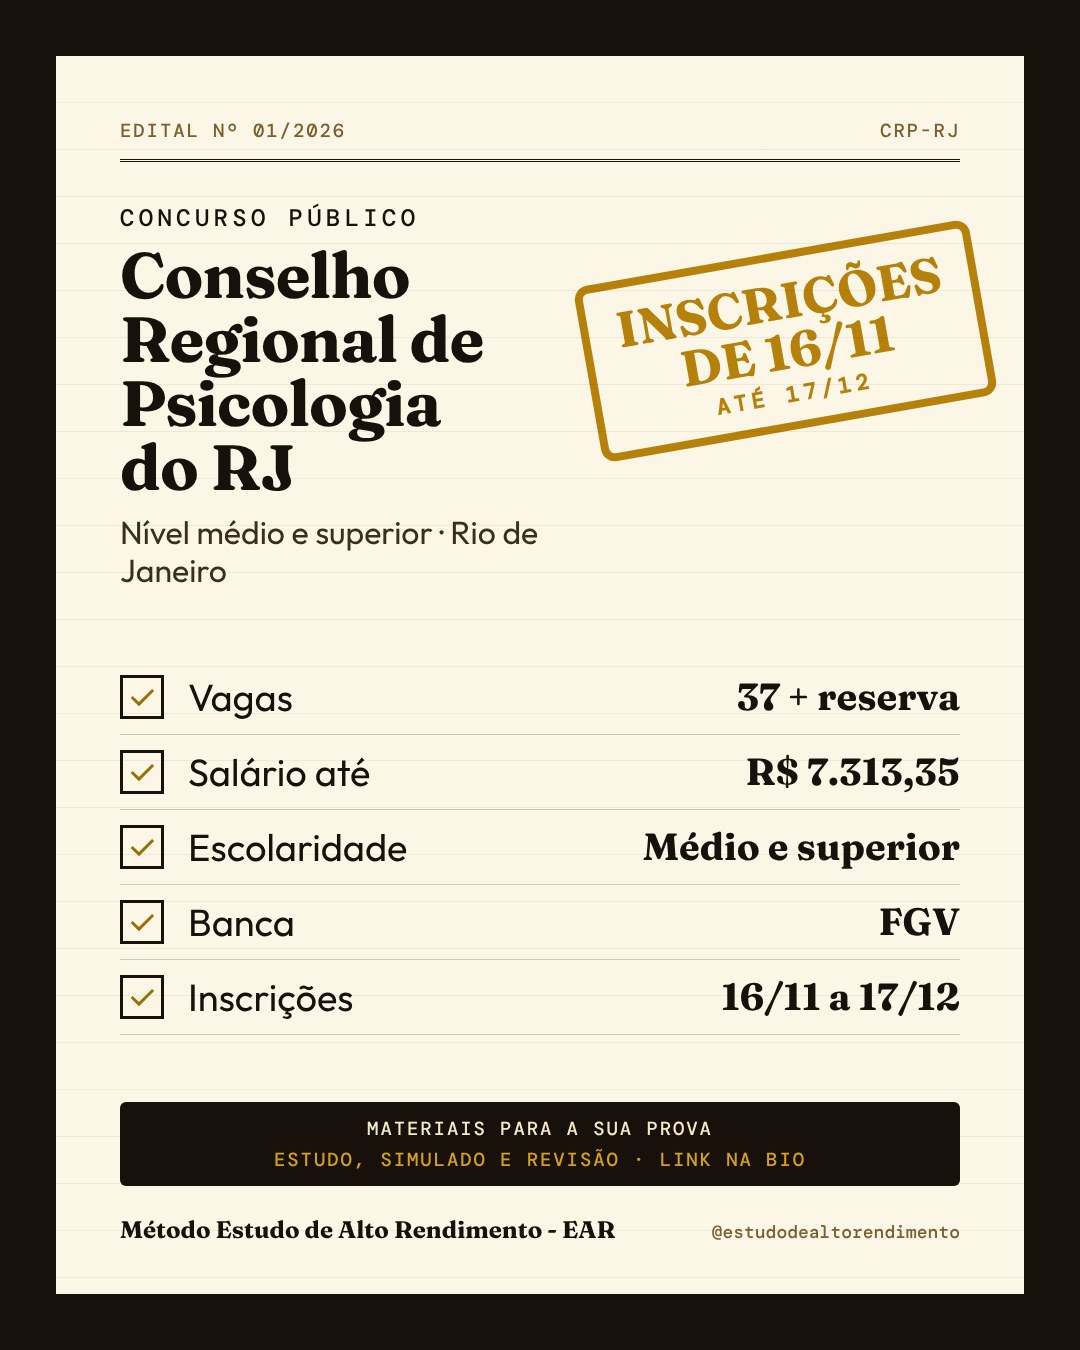 EDITAL Nº 01/2026
CRP-RJ
CONCURSO PÚBLICO
Conselho
Regional de
Psicologia
do RJ
Nível médio e superior · Rio de
Janeiro
INSCRIÇÕES
DE 16/11
ATÉ 17/12
Vagas
37 + reserva
Salário até
R$ 7.313,35
Escolaridade
Médio e superior
Banca
FGV
Inscrições
16/11 a 17/12
MATERIAIS PARA A SUA PROVA
ESTUDO, SIMULADO E REVISÃO · LINK NA BIO
Método Estudo de Alto Rendimento - EAR
@estudodealtorendimento